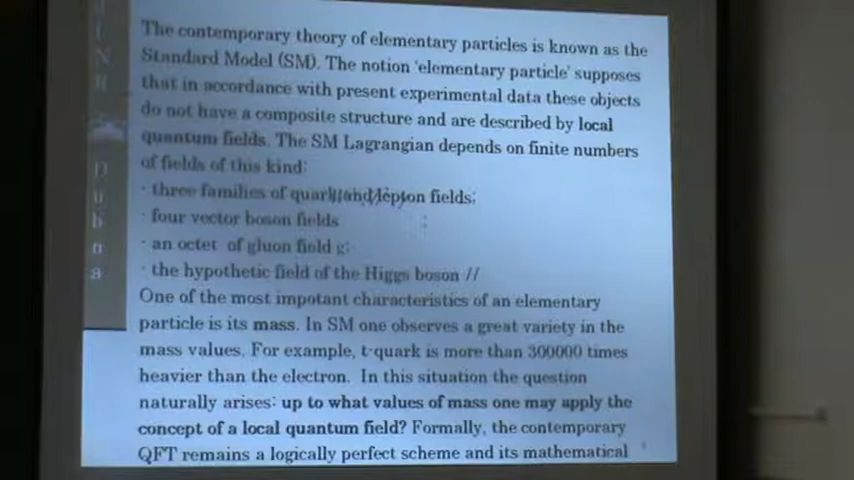 The contemporary theory of elementary particles is known as the
Standard Model (SM). The notion 'elementary particle' supposes
that in accordance with present experimental data these objects
do not have a composite structure and are described by local
quantum fields. The SM Lagrangian depends on finite numbers
of fields of this kind:
· three families of quark and lepton fields;
· four vector boson fields
· an octet of gluon field g;
· the hypothetic field of the Higgs boson //
One of the most impotant characteristics of an elementary
particle is its mass. In SM one observes a great variety in the
mass values. For example, t-quark is more than 300000 times
heavier than the electron. In this situation the question
naturally arises: up to what values of mass one may apply the
concept of a local quantum field? Formally, the contemporary
QFT remains a logically perfect scheme and its mathematical
JINR Dubna